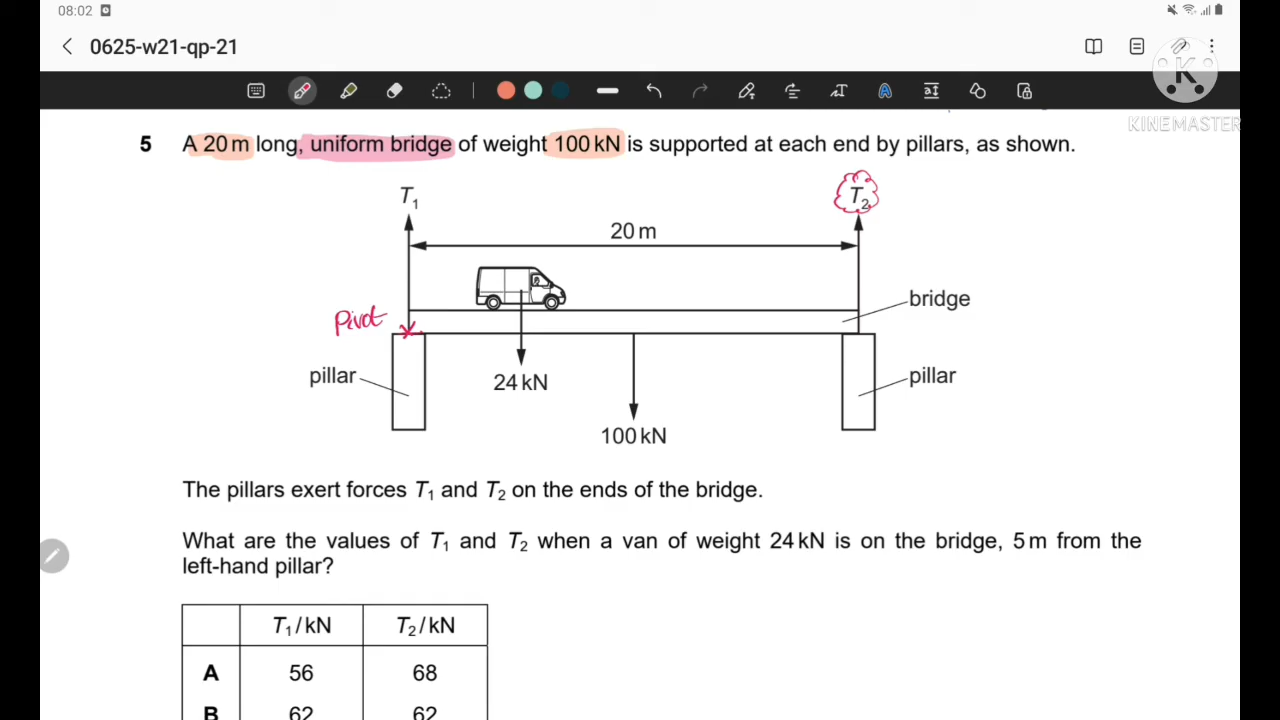 08:02
0625-w21-qp-21
KINEMASTER
5 A 20 m long, uniform bridge of weight 100 kN is supported at each end by pillars, as shown.
T1 T2
20 m
bridge
Pivot
pillar 24 kN pillar
100 kN
The pillars exert forces T1 and T2 on the ends of the bridge.
What are the values of T1 and T2 when a van of weight 24 kN is on the bridge, 5 m from the
left-hand pillar?
T1 / kN T2 / kN
A 56 68
B 62 62